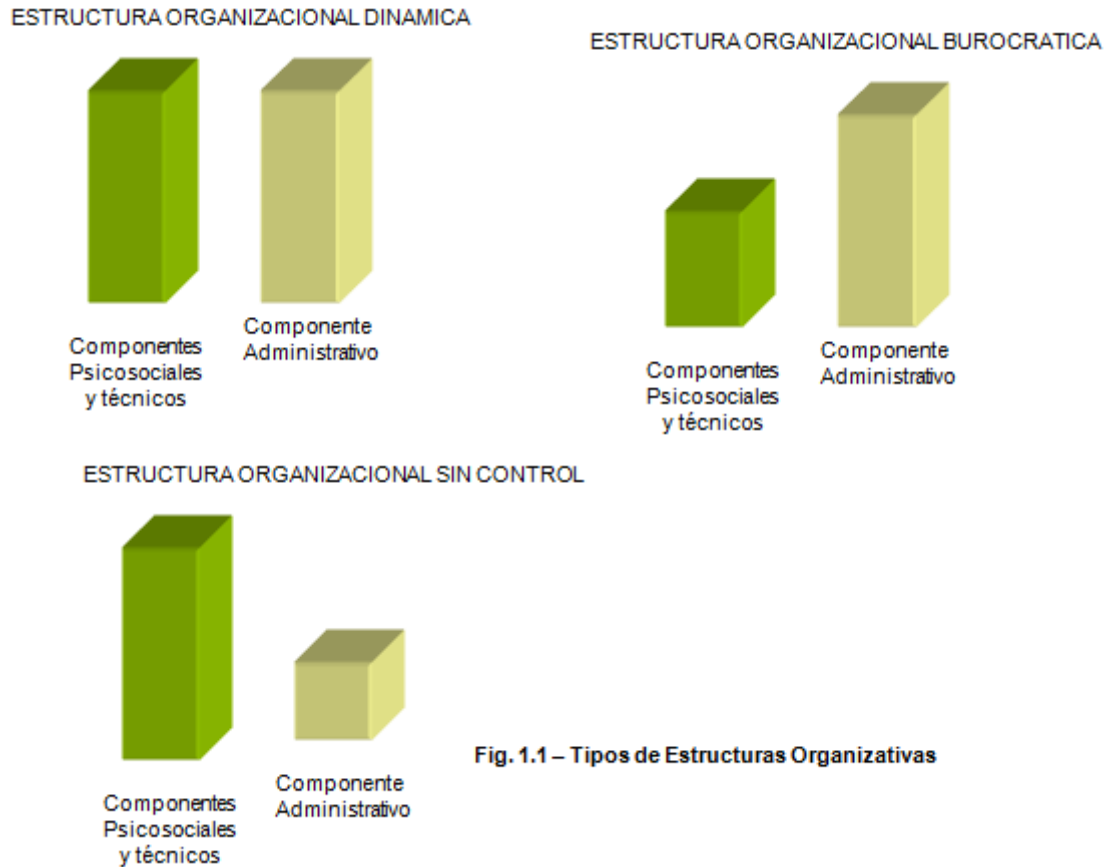 ESTRUCTURA ORGANIZACIONAL DINAMICA
Componentes
Psicosociales
y técnicos
Componente
Administrativo
ESTRUCTURA ORGANIZACIONAL BUROCRATICA
Componentes
Psicosociales
y técnicos
Componente
Administrativo
ESTRUCTURA ORGANIZACIONAL SIN CONTROL
Componentes
Psicosociales
y técnicos
Componente
Administrativo
Fig. 1.1 – Tipos de Estructuras Organizativas